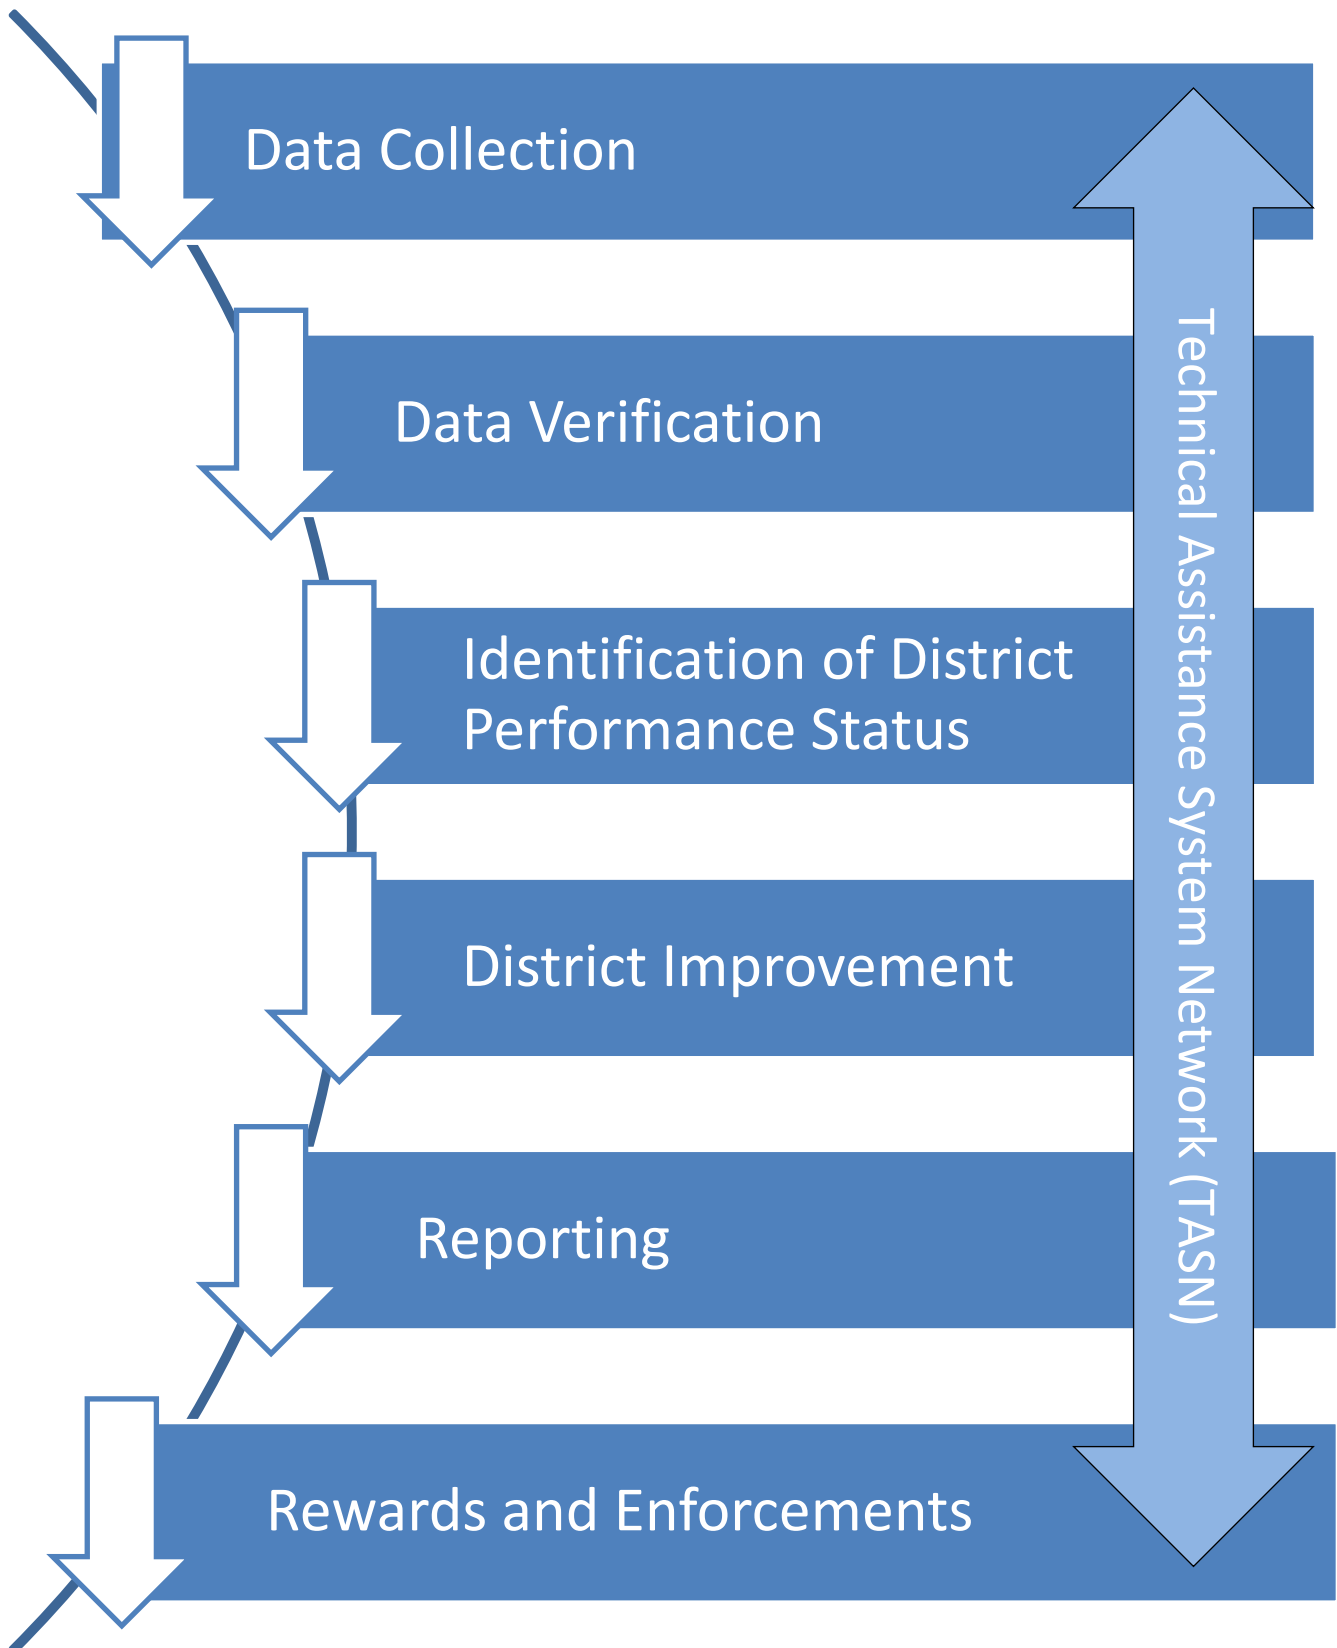 Data Collection
Data Verification
Identification of District
Performance Status
District Improvement
Reporting
Rewards and Enforcements
Technical Assistance System Network (TASN)